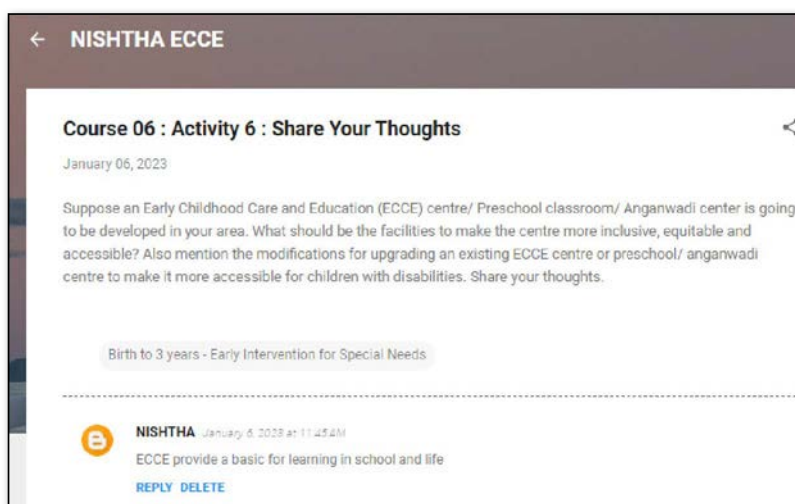 NISHTHA ECCE
Course 06 : Activity 6 : Share Your Thoughts
January 06, 2023
Suppose an Early Childhood Care and Education (ECCE) centre/ Preschool classroom/ Anganwadi center is going
to be developed in your area. What should be the facilities to make the centre more inclusive, equitable and
accessible? Also mention the modifications for upgrading an existing ECCE centre or preschool/ anganwadi
centre to make it more accessible for children with disabilities. Share your thoughts.
Birth to 3 years - Early Intervention for Special Needs
NISHTHA January 6, 2023 at 11:45 AM
ECCE provide a basic for learning in school and life
REPLY DELETE